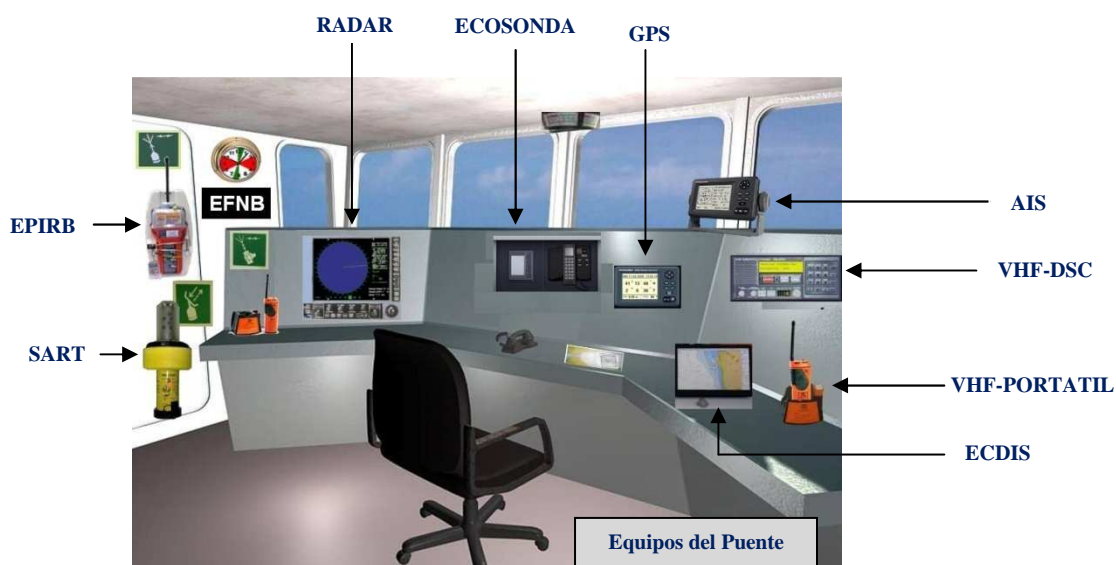 RADAR
ECOSONDA
GPS
EFNB
EPIRB
AIS
VHF-DSC
SART
VHF-PORTATIL
ECDIS
Equipos del Puente